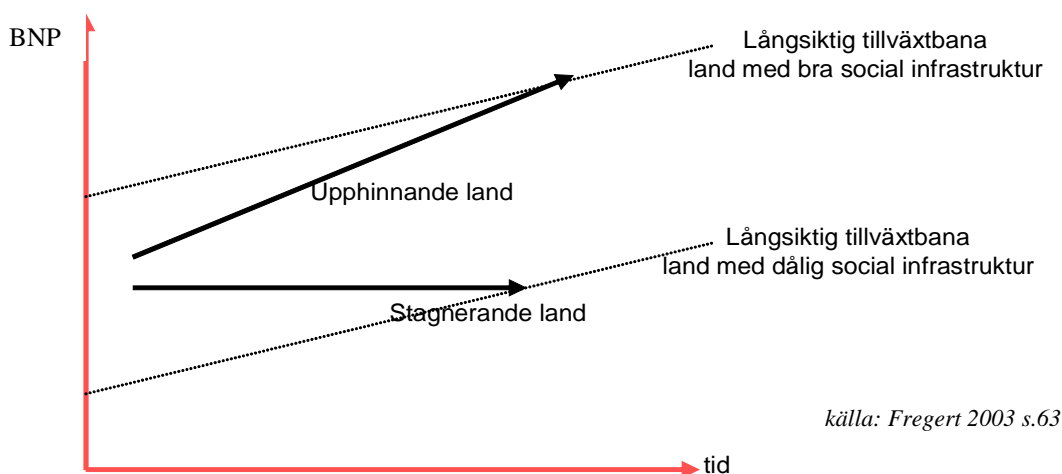 BNP
Långsiktig tillväxtbana
land med bra social infrastruktur
Upphinnande land
Långsiktig tillväxtbana
land med dålig social infrastruktur
Stagnerande land
källa: Fregert 2003 s.63
tid